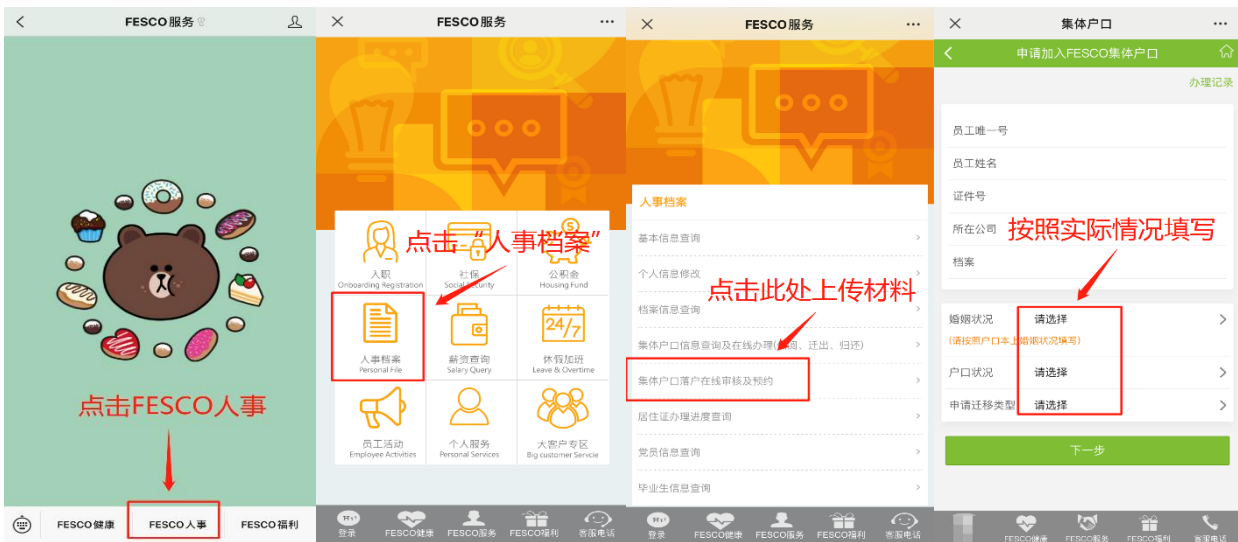 FESCO服务
点击FESCO人事
FESCO健康
FESCO人事
FESCO福利
FESCO服务
点击“人事档案”
入职
Onboarding Registration
社保
公积金
Housing Fund
人事档案
Personal File
薪资查询
Salary Query
24/7
休假加班
Leave & Overtime
员工活动
Employee Activities
个人服务
Personal Services
大客户专区
Big customer Servcie
Hi!
登录
FESCO健康
FESCO服务
FESCO福利
客服电话
FESCO服务
人事档案
基本信息查询
个人信息修改
点击此处上传材料
档案信息查询
集体户口信息查询及在线办理(、迁出、归还)
集体户口落户在线审核及预约
居住证办理进度查询
党员信息查询
毕业生信息查询
Hi!
登录
FESCO健康
FESCO服务
FESCO福利
客服电话
集体户口
申请加入FESCO集体户口
办理记录
员工唯一号
员工姓名
证件号
所在公司
按照实际情况填写
档案
婚姻状况 请选择
(请按照户口本上婚姻状况填写)
户口状况 请选择
申请迁移类型 请选择
下一步
FESCO健康
FESCO服务
FESCO福利
客服电话